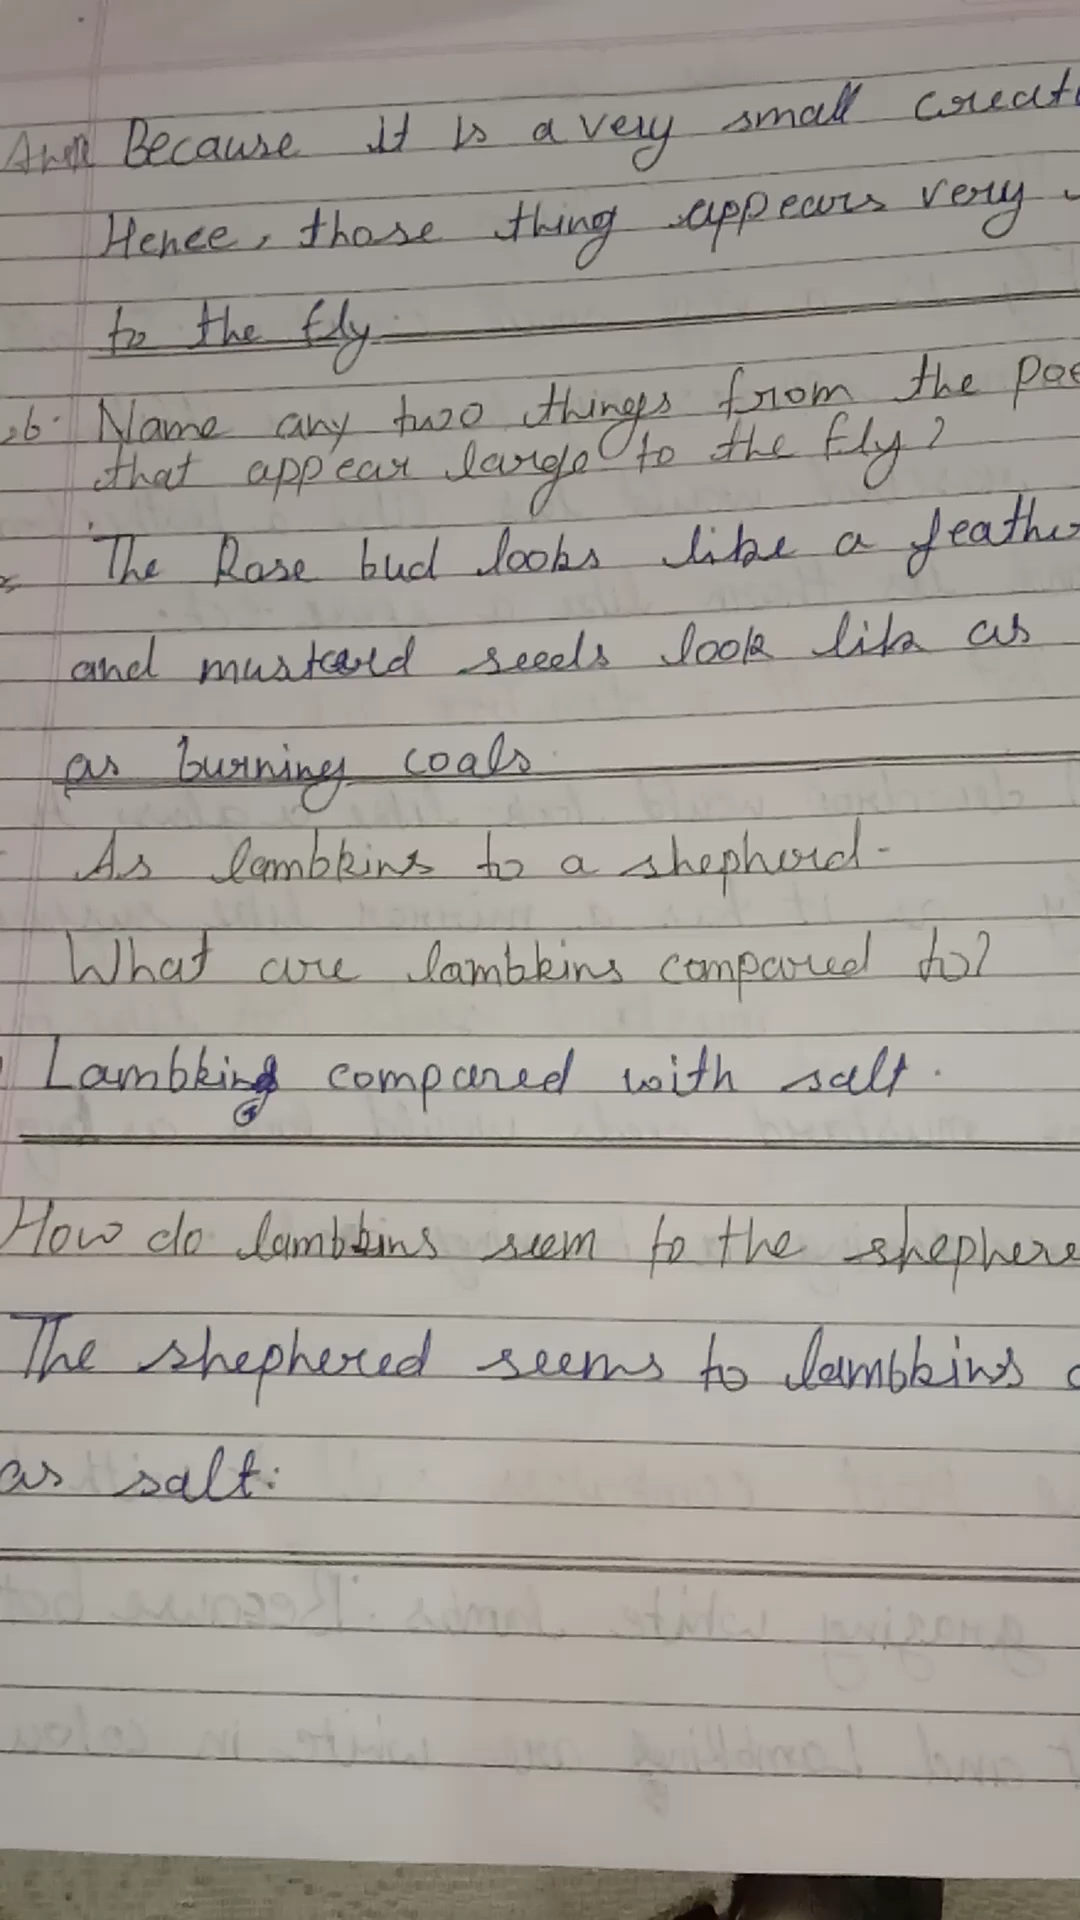 Ans Because it is a very small creat
Hence, those thing appears very
to the fly.
b. Name any two things from the poe
that appear large to the fly?
The Rose bud looks like a feather
and mustard seeds look like as
as burning coals.
As lambkins to a shepherd.
What are lambkins compared to?
Lambkins compared with salt.
How do lambkins seem to the shephere
The shephered seems to lambkins
as salt.